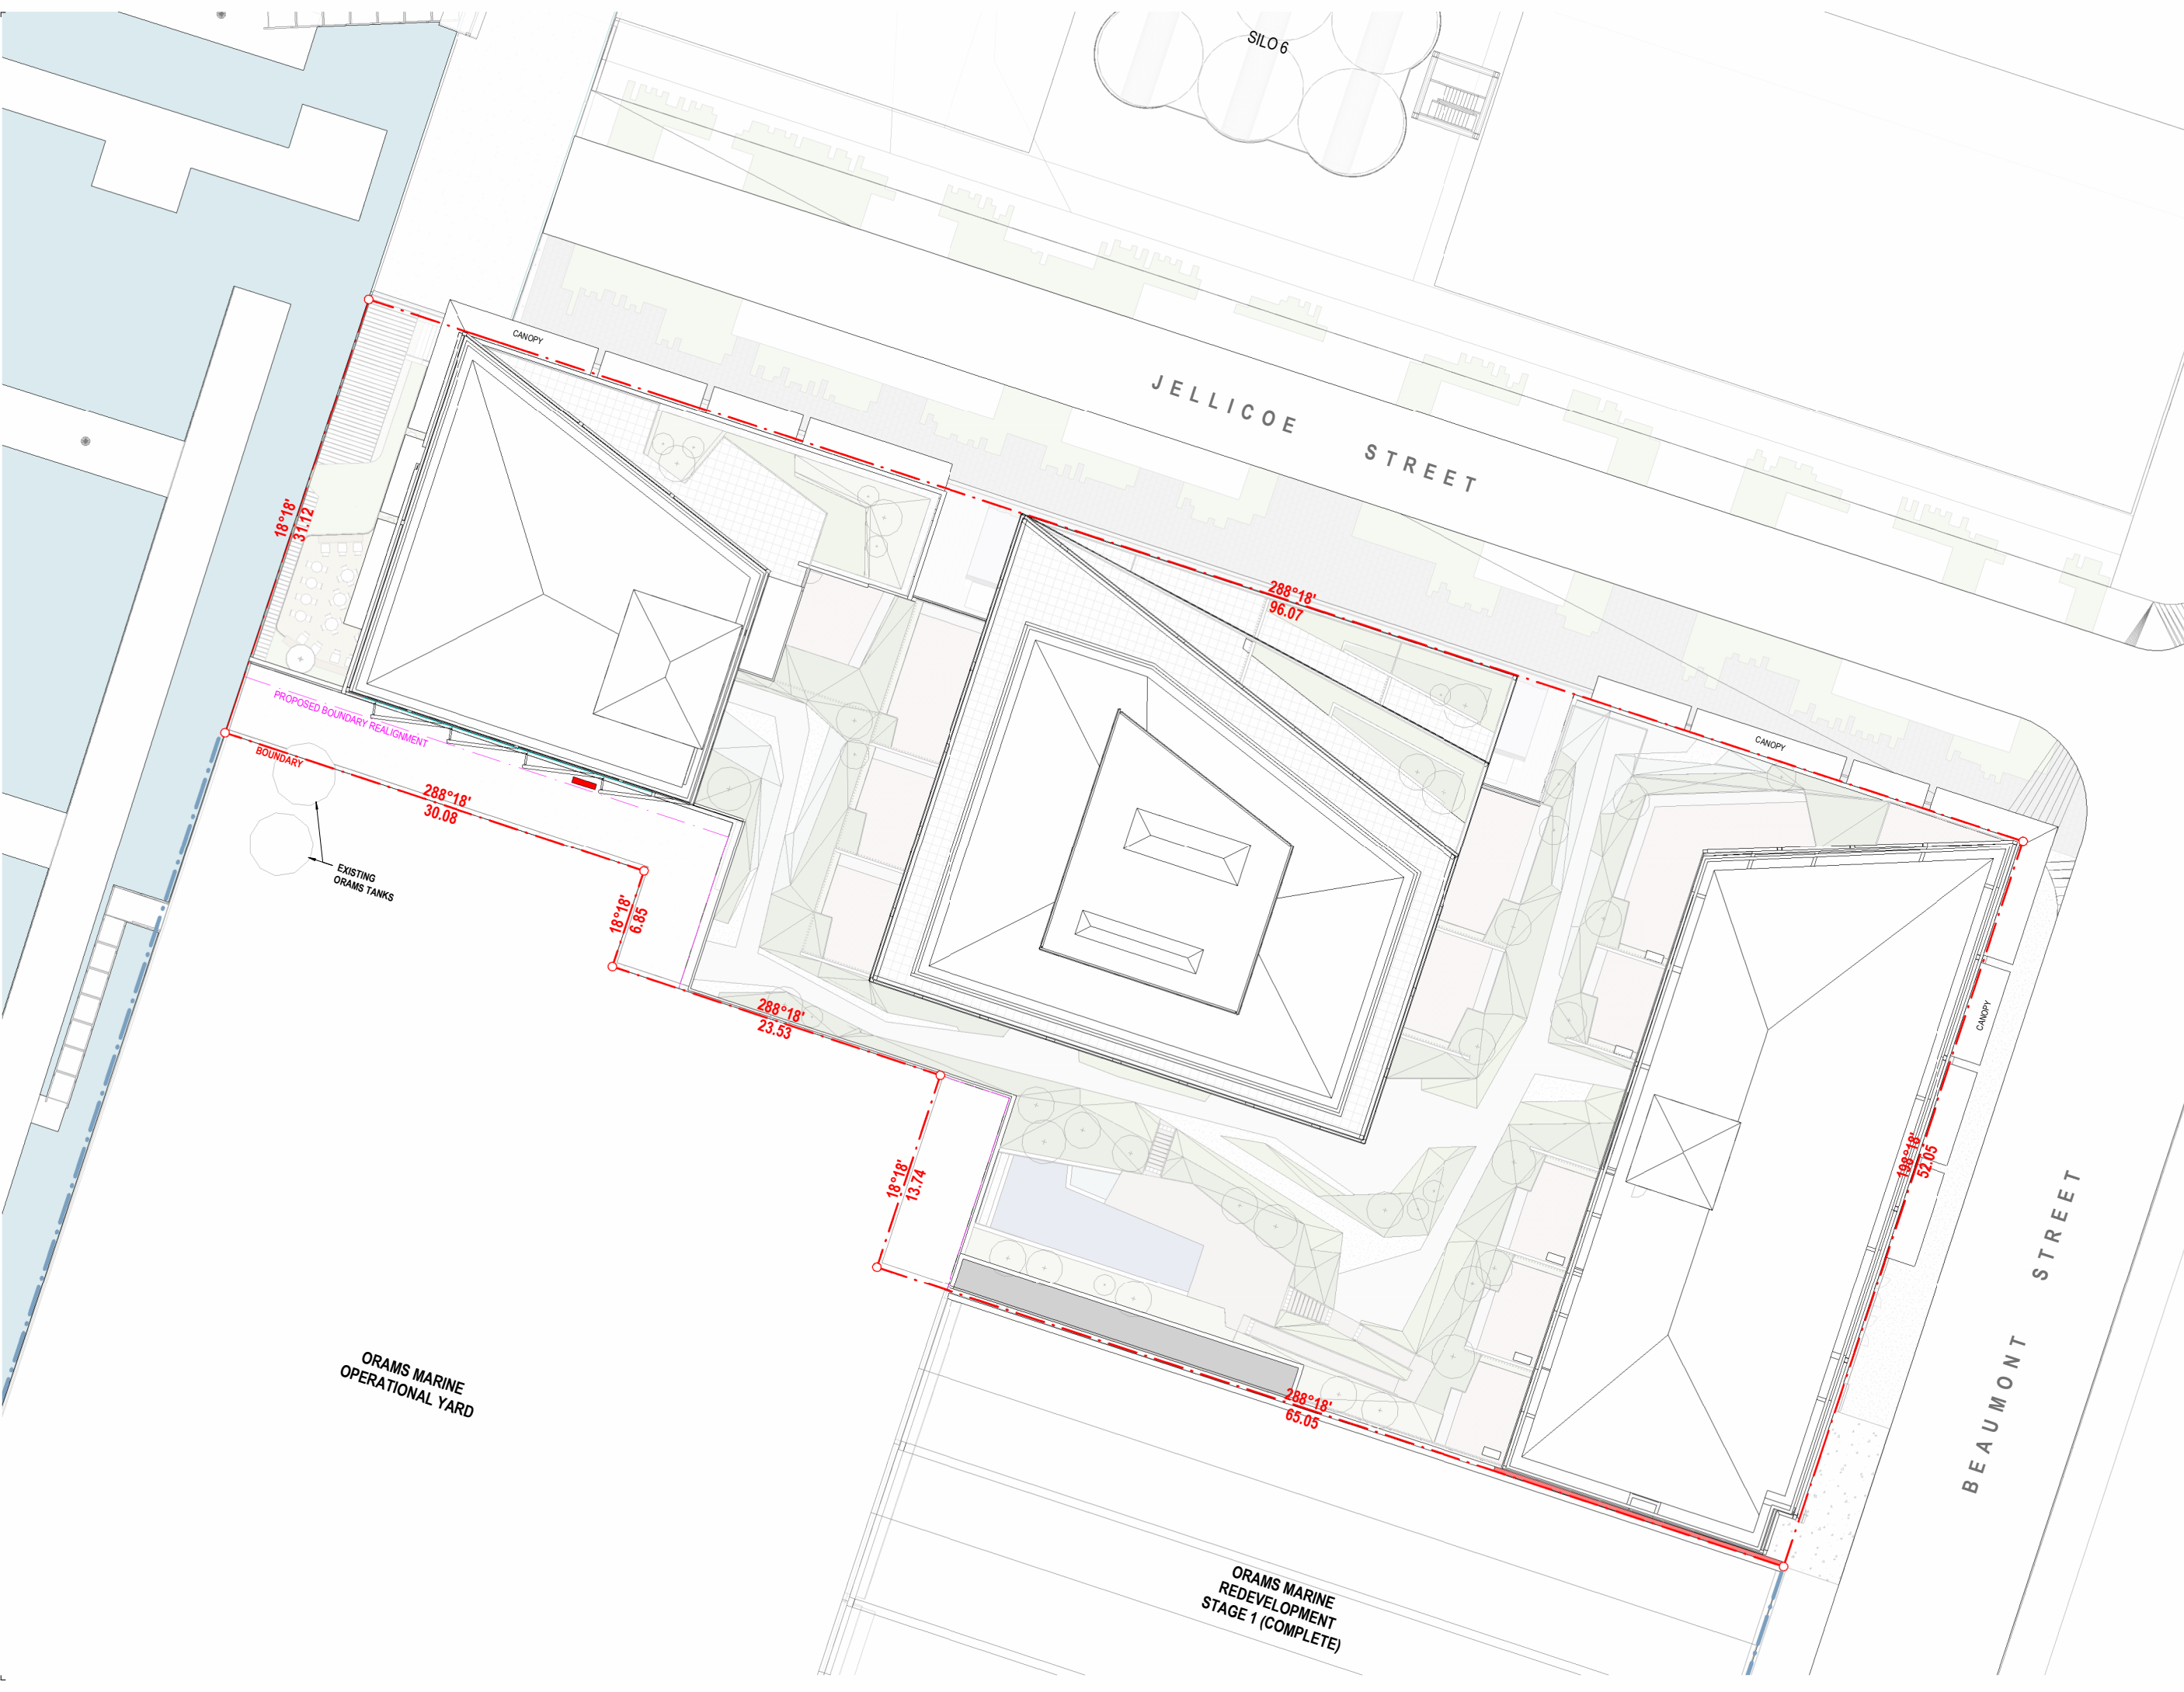 SILO 6
CANOPY
JELLICOE STREET
18°18'
31.12
288°18'
96.07
PROPOSED BOUNDARY REALIGNMENT
BOUNDARY
CANOPY
288°18'
30.08
EXISTING
ORAMS TANKS
18°18'
6.85
288°18'
23.53
CANOPY
18°18'
13.74
198°18'
52.05
BEAUMONT STREET
ORAMS MARINE
OPERATIONAL YARD
288°18'
65.05
ORAMS MARINE
REDEVELOPMENT
STAGE 1 (COMPLETE)